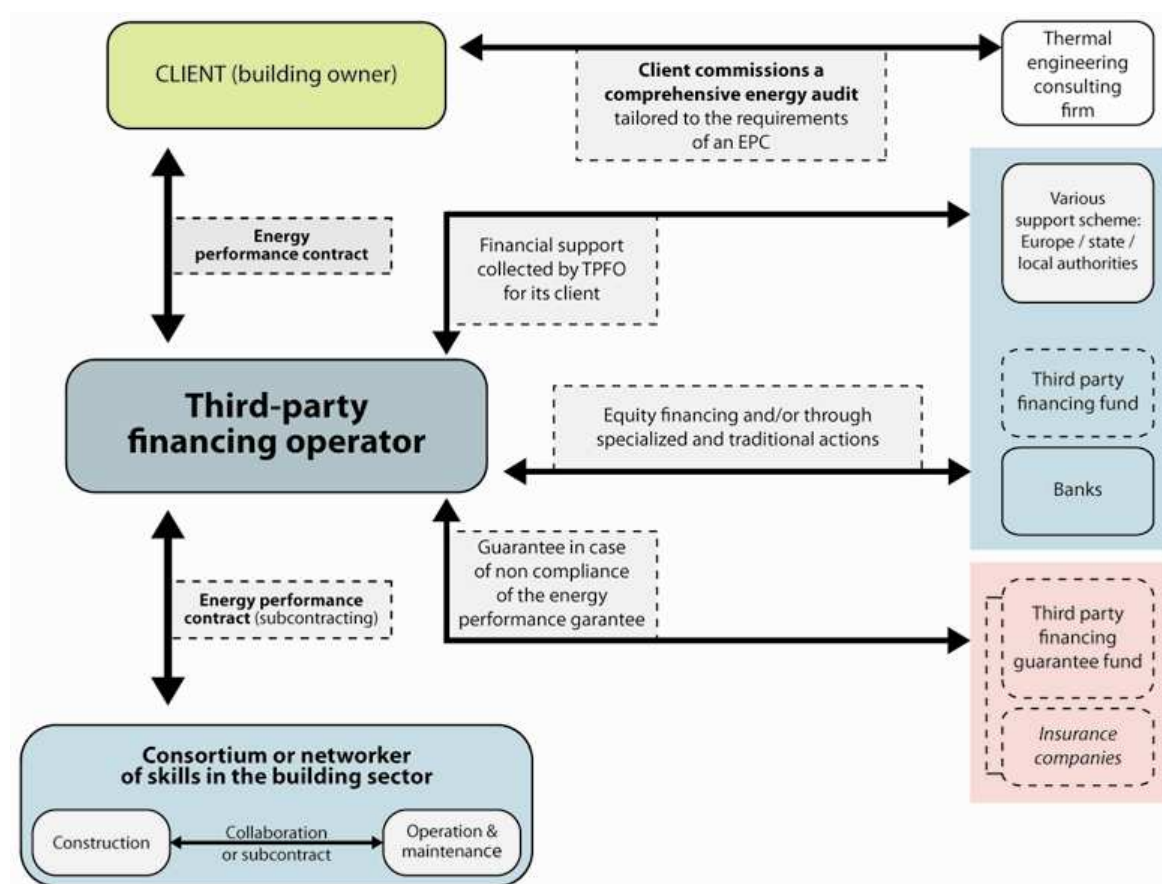 CLIENT (building owner)
Client commissions a
comprehensive energy audit
tailored to the requirements
of an EPC
Thermal
engineering
consulting
firm
Energy
performance contract
Financial support
collected by TPFO
for its client
Various
support scheme:
Europe / state /
local authorities
Third-party
financing operator
Equity financing and/or through
specialized and traditional actions
Third party
financing fund
Banks
Energy performance
contract (subcontracting)
Guarantee in case
of non compliance
of the energy
performance garantee
Third party
financing
guarantee fund
Insurance
companies
Consortium or networker
of skills in the building sector
Construction
Collaboration
or subcontract
Operation &
maintenance